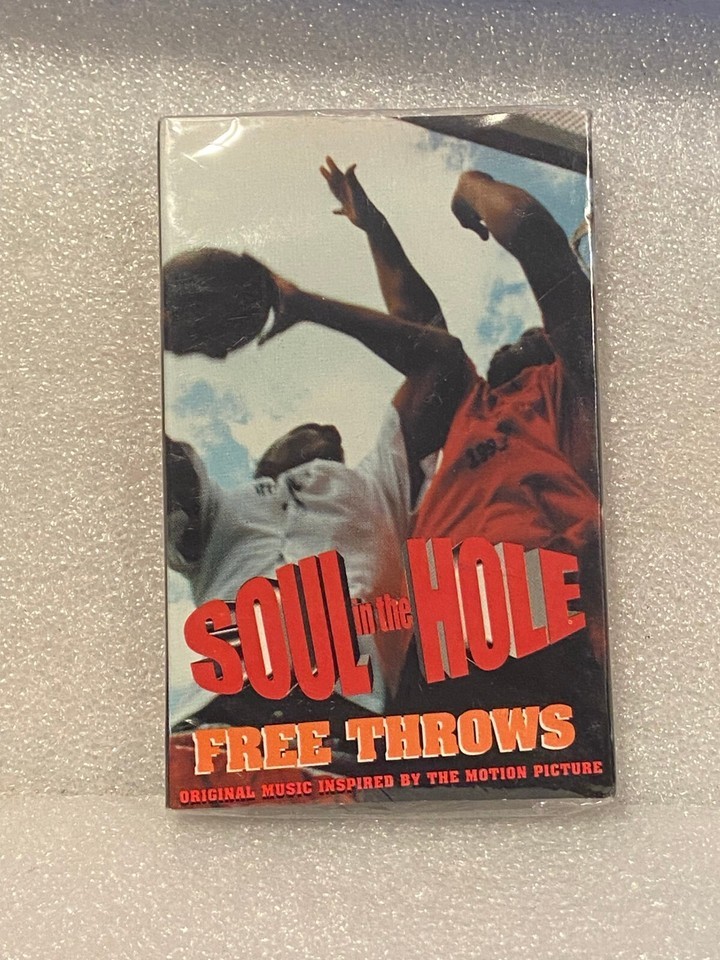 SOUL in the HOLE
FREE THROWS
ORIGINAL MUSIC INSPIRED BY THE MOTION PICTURE